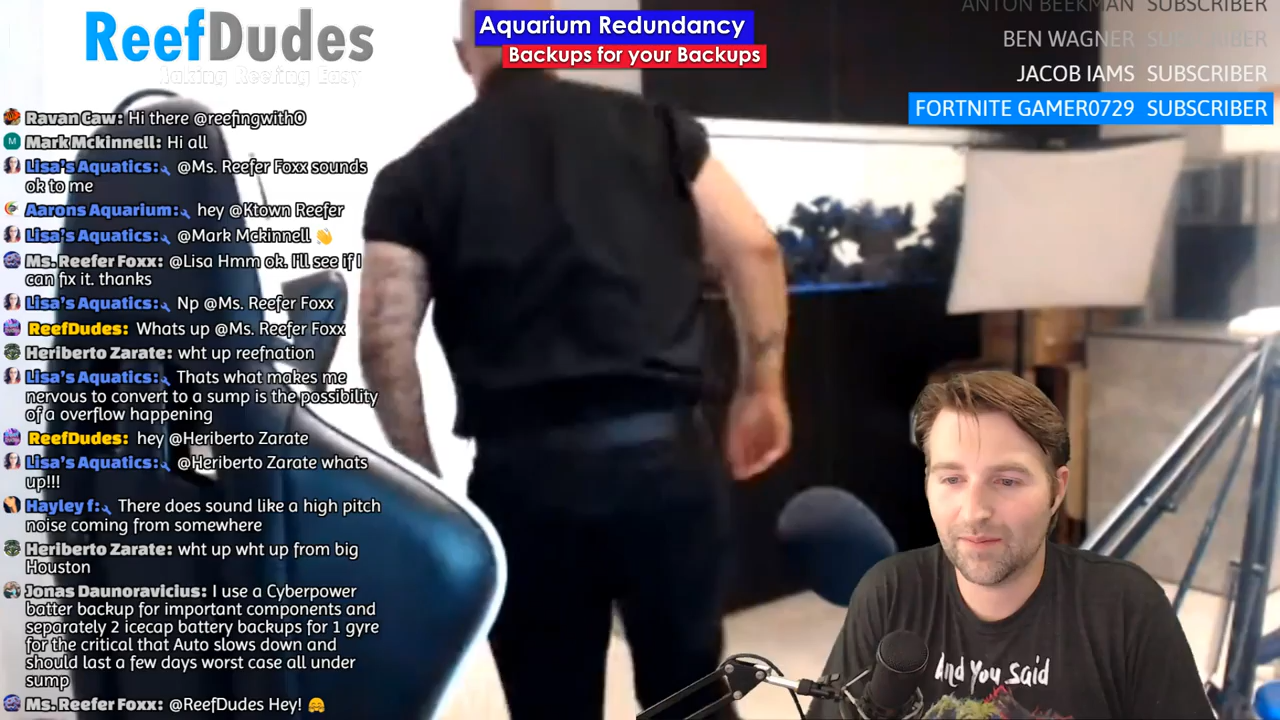 ReefDudes
Making Reefing Easy
Aquarium Redundancy
Backups for your Backups
ANTON BEEKMAN SUBSCRIBER
BEN WAGNER SUBSCRIBER
JACOB IAMS SUBSCRIBER
FORTNITE GAMER0729 SUBSCRIBER
Ravan Caw: Hi there @reefingwithO
M Mark Mckinnell: Hi all
Lisa's Aquatics: @Ms. Reefer Foxx sounds
ok to me
Aarons Aquarium: hey @Ktown Reefer
Lisa's Aquatics: @Mark Mckinnell 👋
Ms. Reefer Foxx: @Lisa Hmm ok. I'll see if I
can fix it. thanks
Lisa's Aquatics: Np @Ms. Reefer Foxx
ReefDudes: Whats up @Ms. Reefer Foxx
Heriberto Zarate: wht up reefnation
Lisa's Aquatics: Thats what makes me
nervous to convert to a sump is the possibility
of a overflow happening
ReefDudes: hey @Heriberto Zarate
Lisa's Aquatics: @Heriberto Zarate whats
up!!!
Hayley f: There does sound like a high pitch
noise coming from somewhere
Heriberto Zarate: wht up wht up from big
Houston
Jonas Daunoravicius: I use a Cyberpower
batter backup for important components and
separately 2 icecap battery backups for 1 gyre
for the critical that Auto slows down and
should last a few days worst case all under
sump
Ms. Reefer Foxx: @ReefDudes Hey! 🤗
And You Said